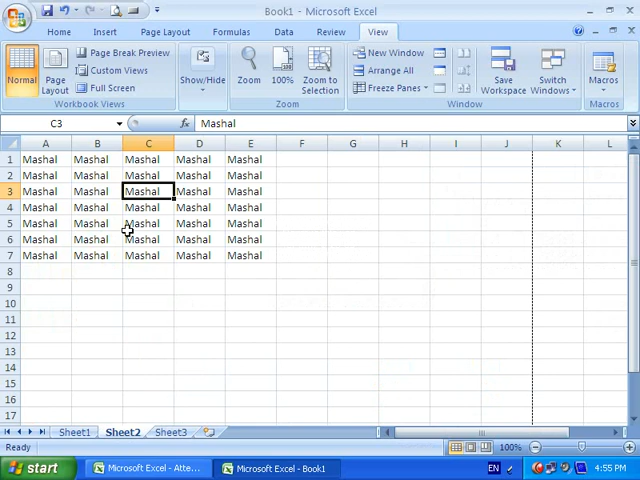 Book1 - Microsoft Excel
Home Insert Page Layout Formulas Data Review View
Normal
Page Layout
Page Break Preview
Custom Views
Full Screen
Workbook Views
Show/Hide
Zoom
100%
Zoom to Selection
Zoom
New Window
Arrange All
Freeze Panes
Save Workspace
Switch Windows
Window
Macros
Macros
C3 fx Mashal
A B C D E F G H I J K L
1 Mashal Mashal Mashal Mashal Mashal
2 Mashal Mashal Mashal Mashal Mashal
3 Mashal Mashal Mashal Mashal Mashal
4 Mashal Mashal Mashal Mashal Mashal
5 Mashal Mashal Mashal Mashal Mashal
6 Mashal Mashal Mashal Mashal Mashal
7 Mashal Mashal Mashal Mashal Mashal
8
9
10
11
12
13
14
15
16
17
Sheet1 Sheet2 Sheet3
Ready 100%
start Microsoft Excel - Atte... Microsoft Excel - Book1 EN 4:55 PM